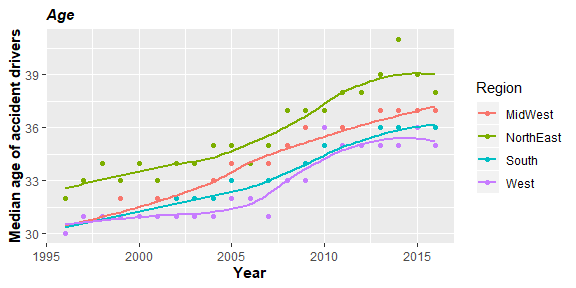 Age
Median age of accident drivers
39
36
33
30
1995
2000
2005
2010
2015
Year
Region
MidWest
NorthEast
South
West